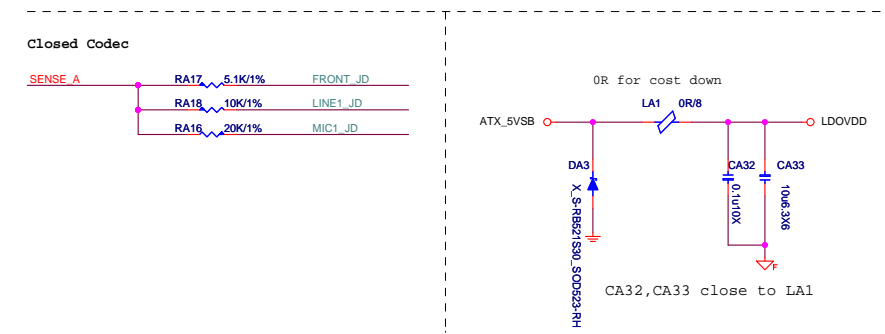 Closed Codec
SENSE_A RA17 5.1K/1% FRONT_JD
RA18 10K/1% LINE1_JD
RA16 20K/1% MIC1_JD
0R for cost down
LA1 0R/8
ATX_5VSB LDOVDD
DA3 CA32 CA33
X_S-RB521S30_SOD523-RH
0.1u10X
10u6.3X6
F
CA32,CA33 close to LA1